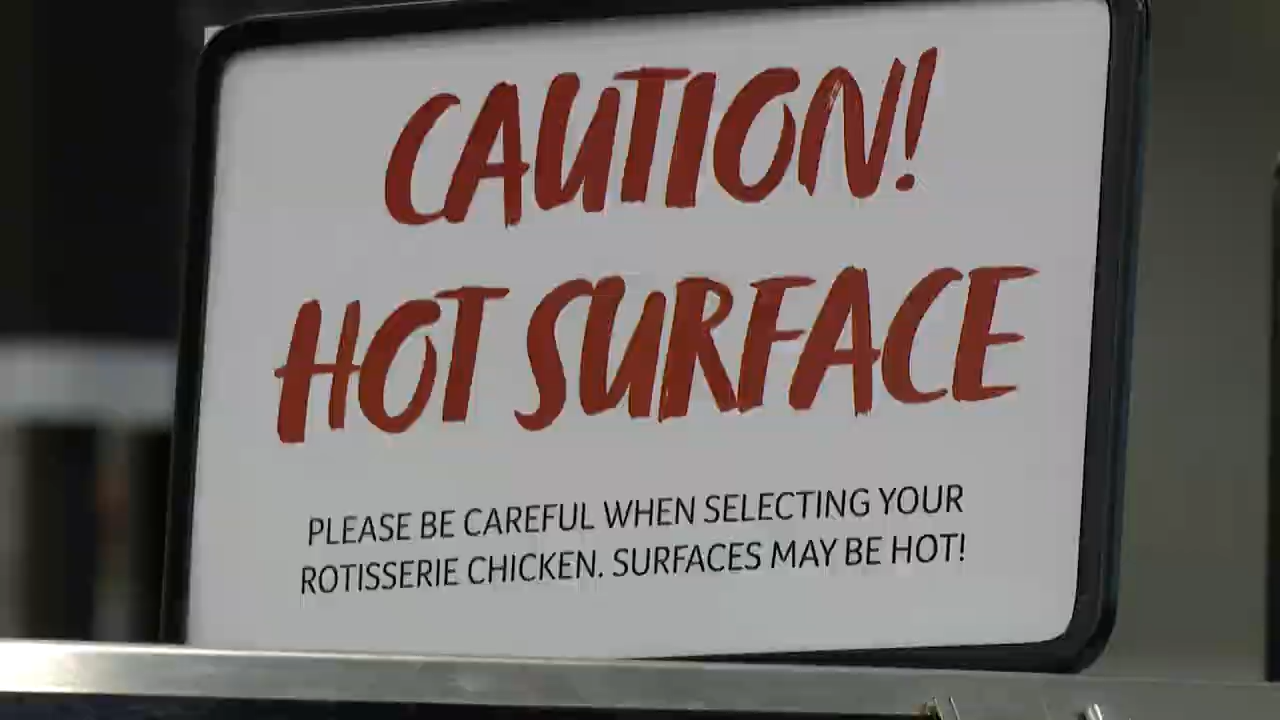 CAUTION!
HOT SURFACE
PLEASE BE CAREFUL WHEN SELECTING YOUR
ROTISSERIE CHICKEN. SURFACES MAY BE HOT!